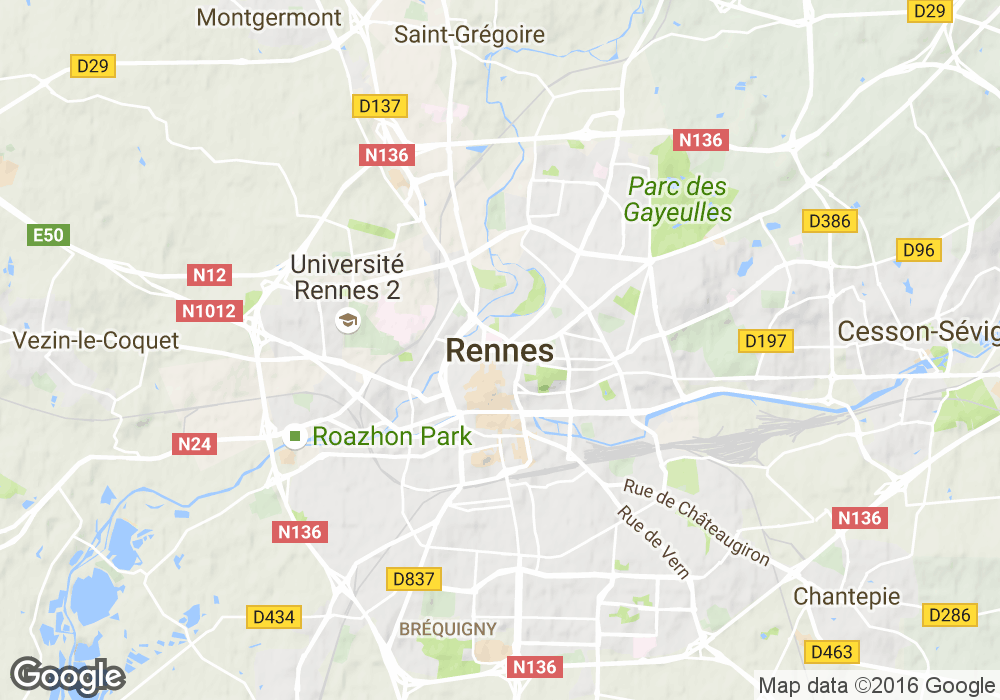 Montgermont
D29
Saint-Grégoire
D29
D137
N136
N136
Parc des
Gayeulles
D386
E50
D96
N12
Université
Rennes 2
N1012
Vezin-le-Coquet
Rennes
D197
Cesson-Sévig
Roazhon Park
N24
Rue de Châteaugiron
Rue de Vern
N136
N136
D837
Chantepie
D434
D286
BRÉQUIGNY
D463
N136
Google
Map data ©2016 Google